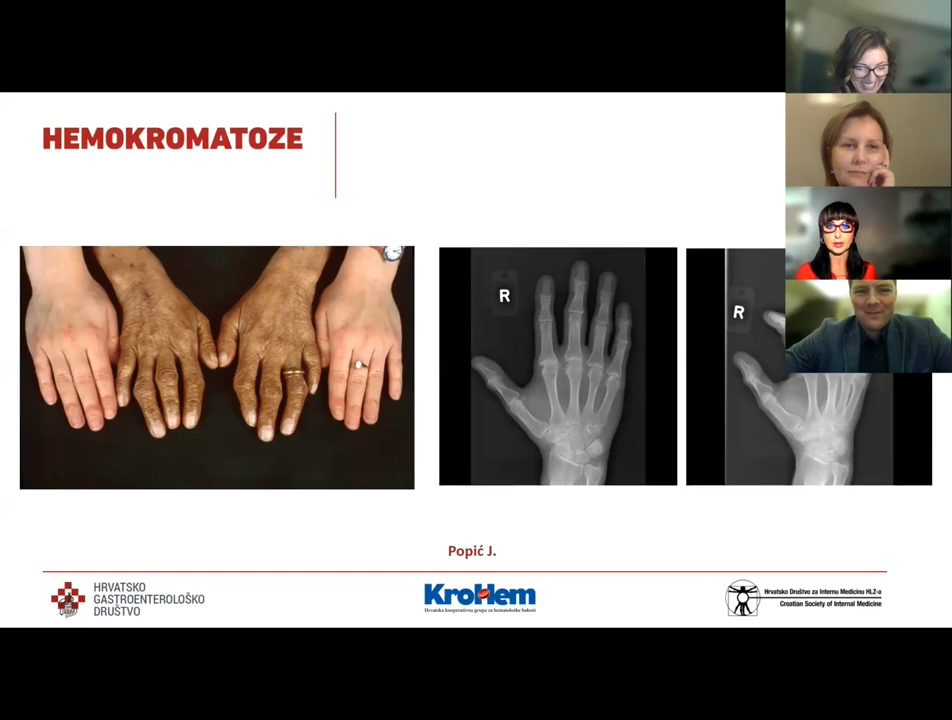 HEMOKROMATOZE
R
R
Popić J.
HRVATSKO
GASTROENTEROLOŠKO
DRUŠTVO
KroHem
Hrvatska kooperativna grupa za hematološke bolesti
Hrvatsko Društvo za Internu Medicinu HLZ-a
Croatian Society of Internal Medicine